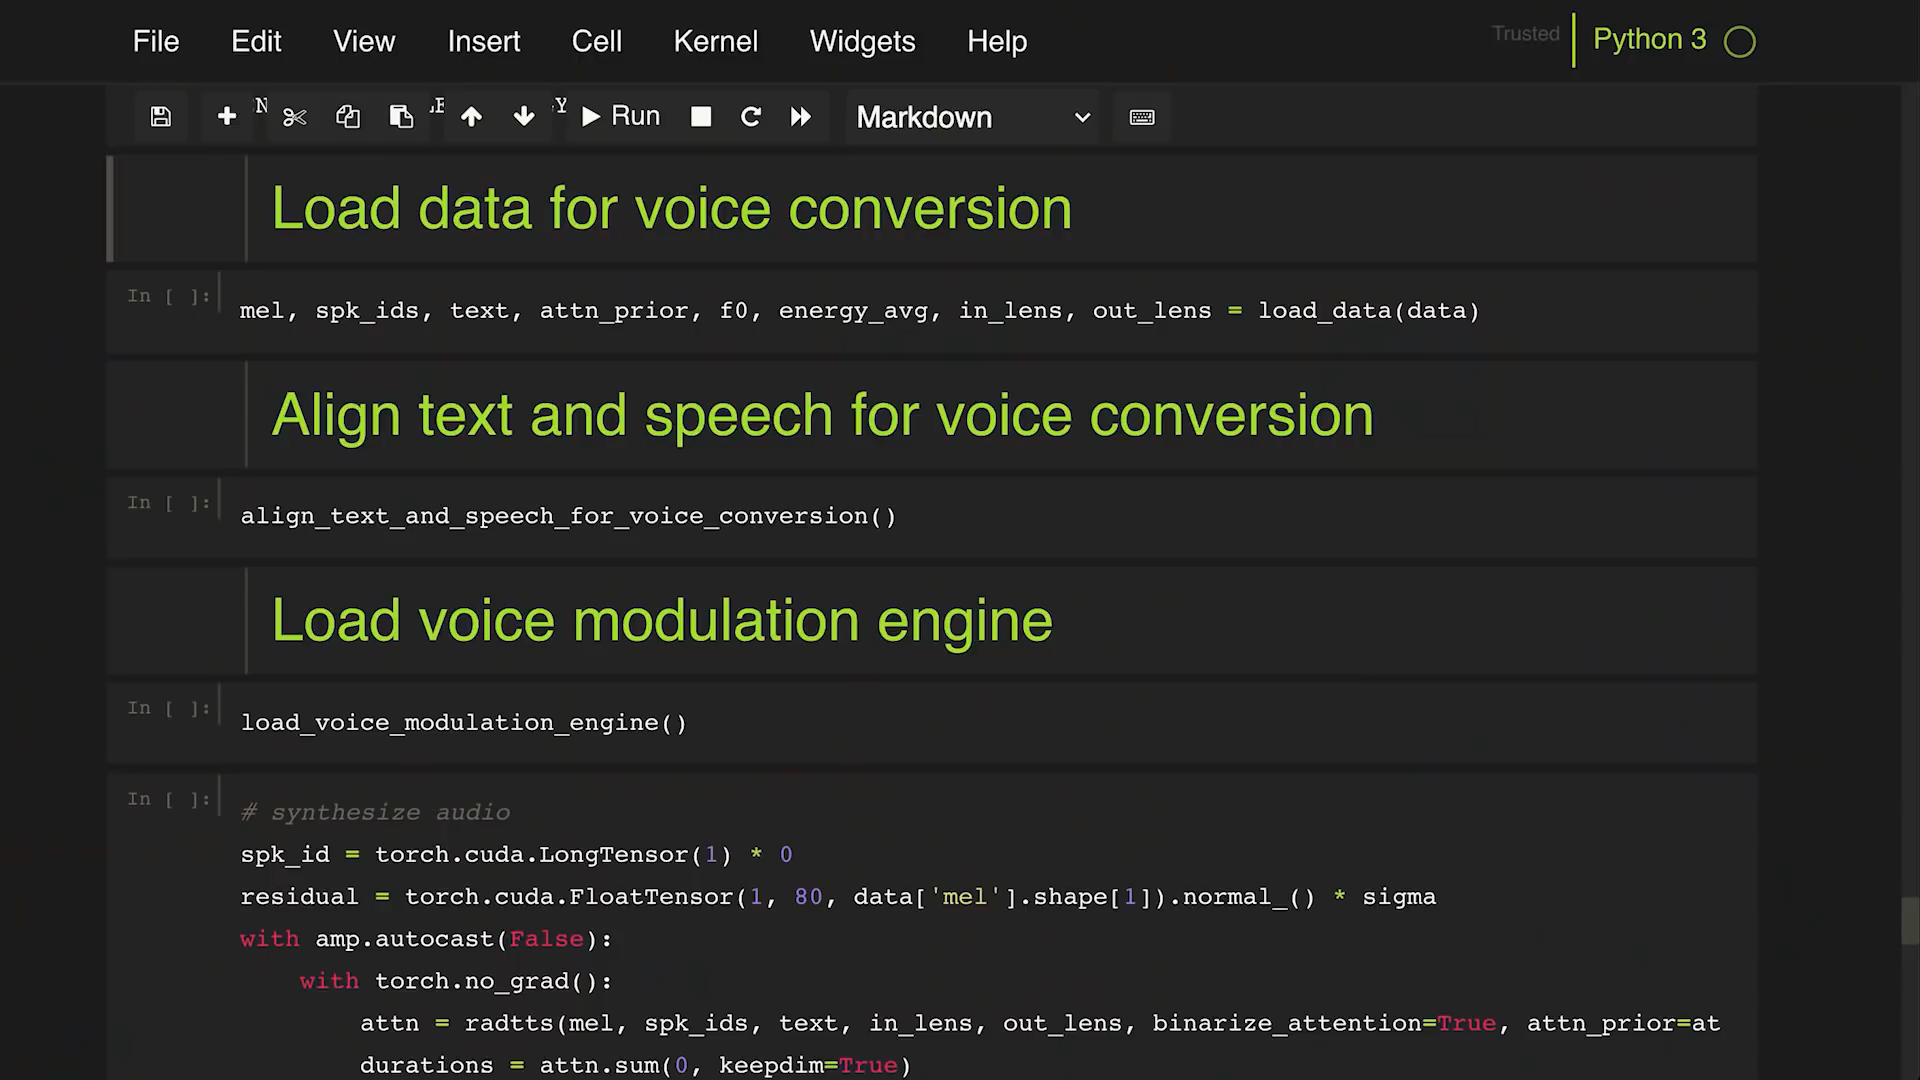 File Edit View Insert Cell Kernel Widgets Help Trusted Python 3
N LE Y Run Markdown
Load data for voice conversion
In [ ]: mel, spk_ids, text, attn_prior, f0, energy_avg, in_lens, out_lens = load_data(data)
Align text and speech for voice conversion
In [ ]: align_text_and_speech_for_voice_conversion()
Load voice modulation engine
In [ ]: load_voice_modulation_engine()
In [ ]: # synthesize audio
spk_id = torch.cuda.LongTensor(1) * 0
residual = torch.cuda.FloatTensor(1, 80, data['mel'].shape[1]).normal_() * sigma
with amp.autocast(False):
with torch.no_grad():
attn = radtts(mel, spk_ids, text, in_lens, out_lens, binarize_attention=True, attn_prior=at
durations = attn.sum(0, keepdim=True)